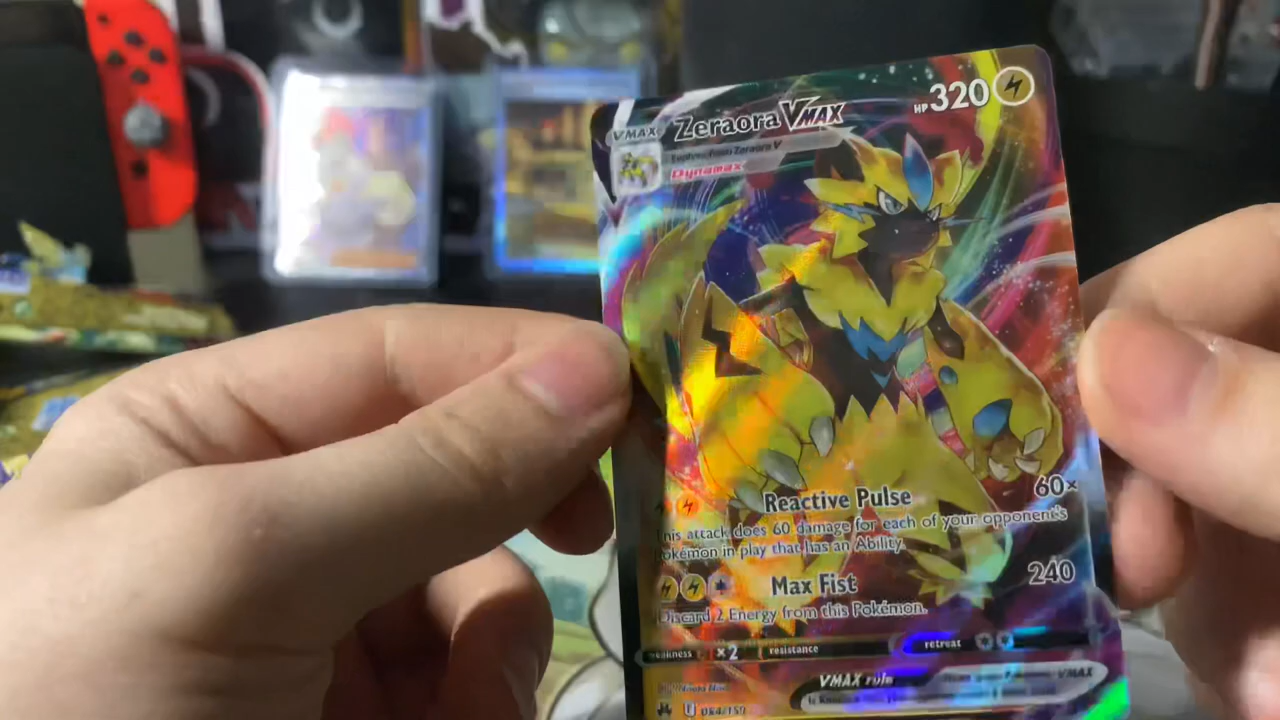 Zeraora VMAX
HP 320
VMAX
Evolves from Zeraora V
Dynamax
Reactive Pulse 60×
This attack does 60 damage for each of your opponent's
Pokémon in play that has an Ability.
Max Fist 240
Discard 2 Energy from this Pokémon.
weakness ×2 resistance retreat
VMAX rule